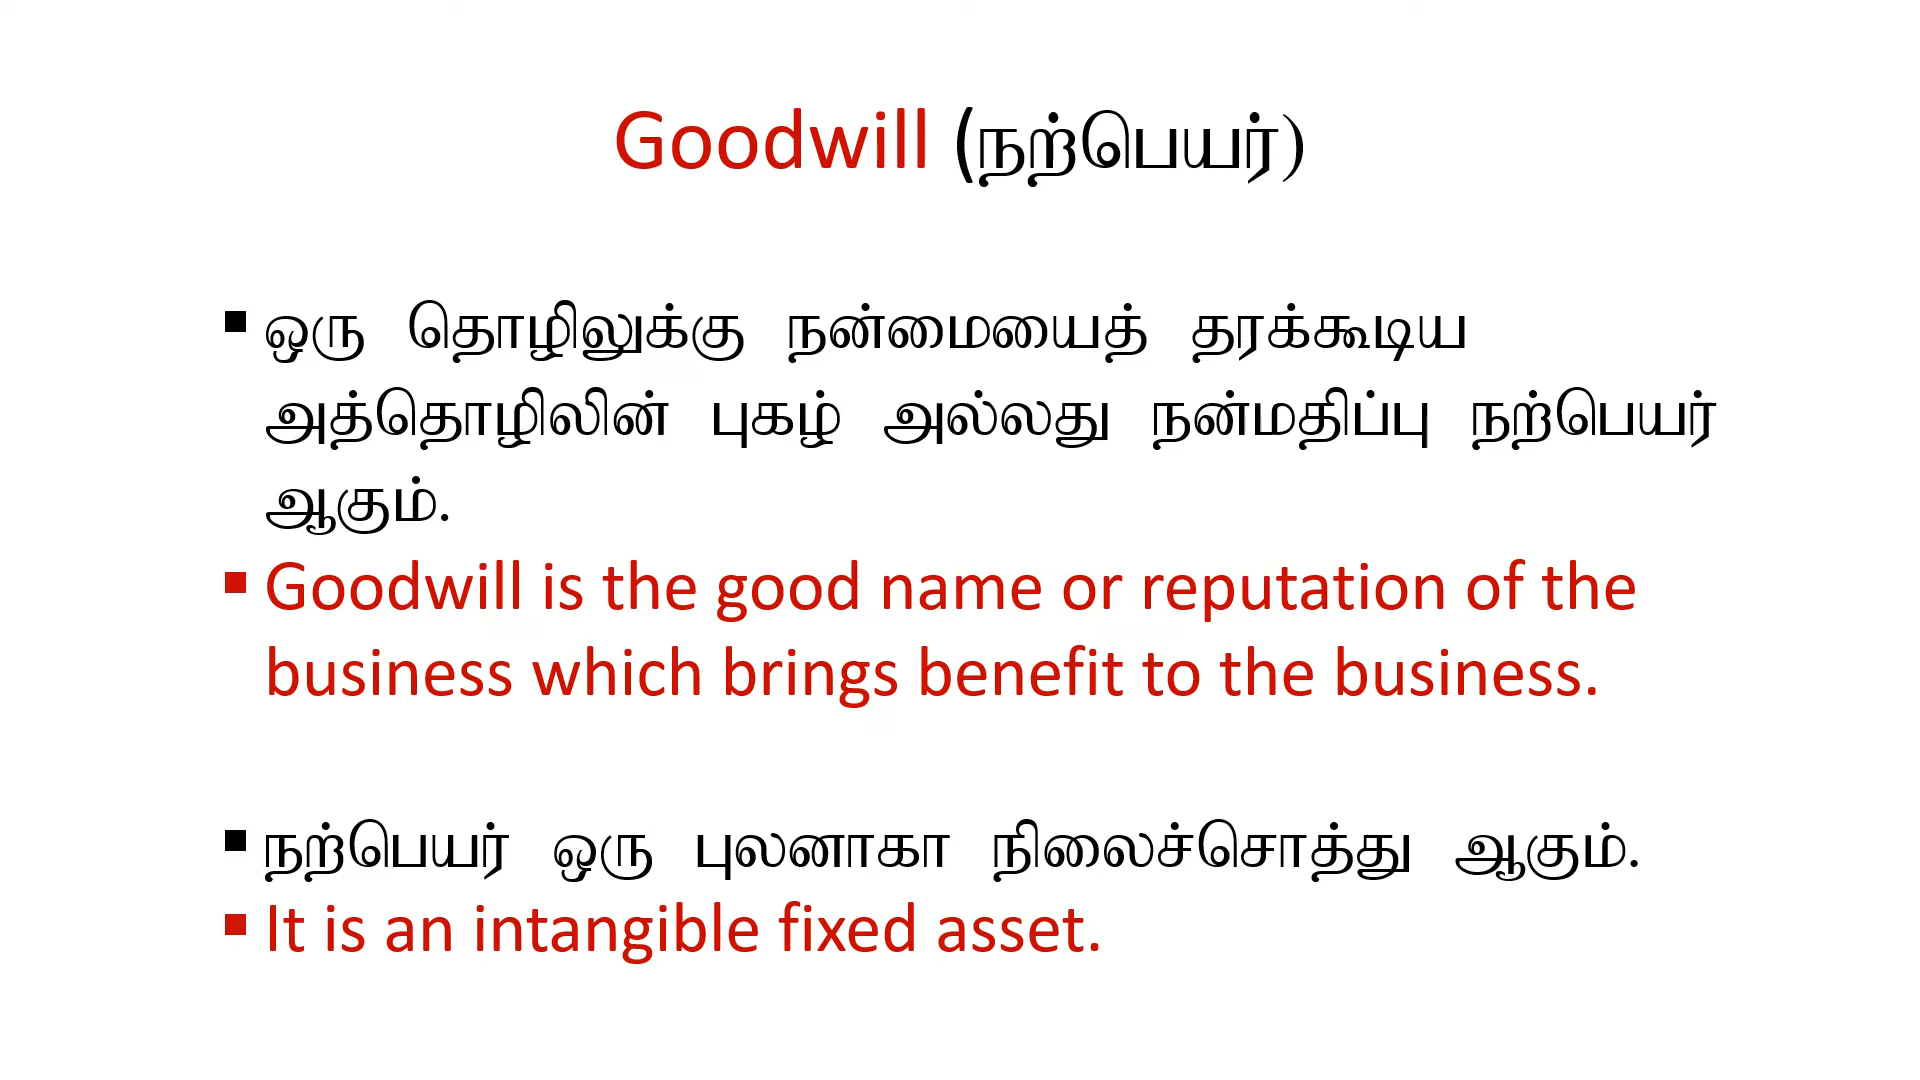 Goodwill (நற்பெயர்)
▪ ஒரு தொழிலுக்கு நன்மையைத் தரக்கூடிய
அத்தொழிலின் புகழ் அல்லது நன்மதிப்பு நற்பெயர்
ஆகும்.
▪ Goodwill is the good name or reputation of the
business which brings benefit to the business.
▪ நற்பெயர் ஒரு புலனாகா நிலைச்சொத்து ஆகும்.
▪ It is an intangible fixed asset.